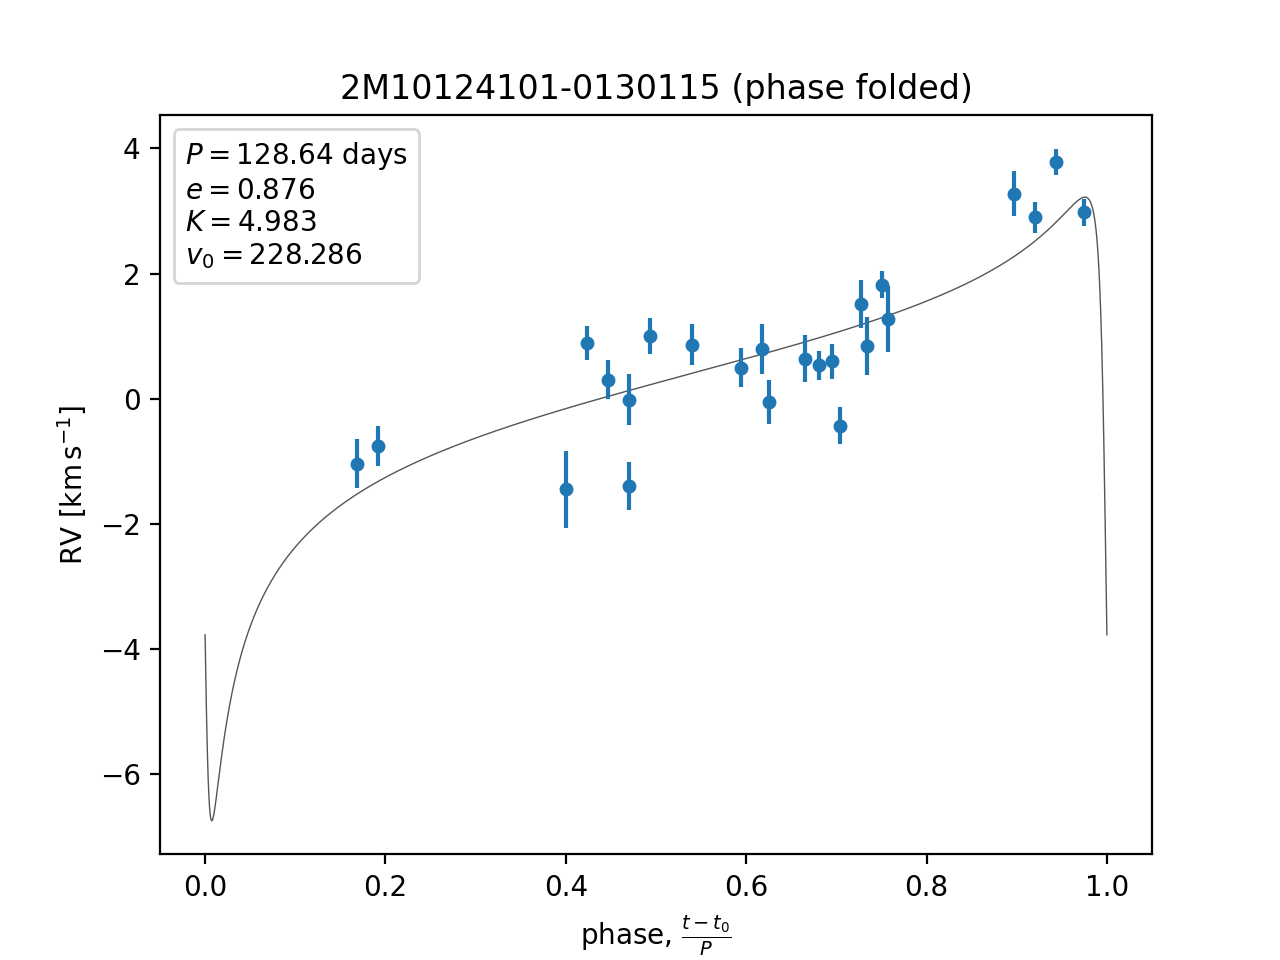 2M10124101-0130115 (phase folded)
P = 128.64 days
e = 0.876
K = 4.983
v₀ = 228.286
4
2
0
−2
−4
−6
RV [km s⁻¹]
0.0 0.2 0.4 0.6 0.8 1.0
phase, (t − t₀)/P